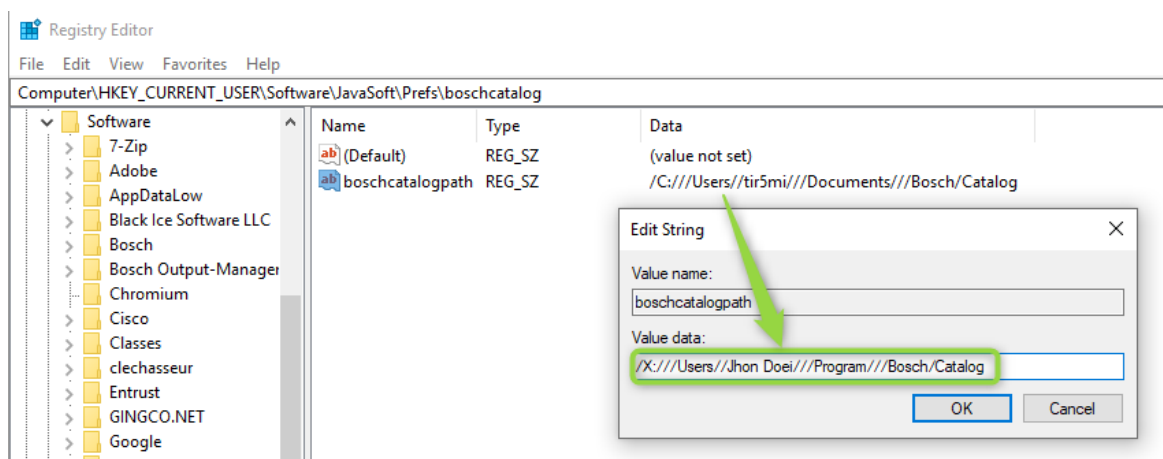 Registry Editor
File Edit View Favorites Help
Computer\HKEY_CURRENT_USER\Software\JavaSoft\Prefs\boschcatalog
Software
7-Zip
Adobe
AppDataLow
Black Ice Software LLC
Bosch
Bosch Output-Manager
Chromium
Cisco
Classes
clechasseur
Entrust
GINGCO.NET
Google
Name Type Data
ab (Default) REG_SZ (value not set)
ab boschcatalogpath REG_SZ /C:///Users//tir5mi///Documents///Bosch/Catalog
Edit String
Value name:
boschcatalogpath
Value data:
/X:///Users//Jhon Doei///Program///Bosch/Catalog
OK Cancel